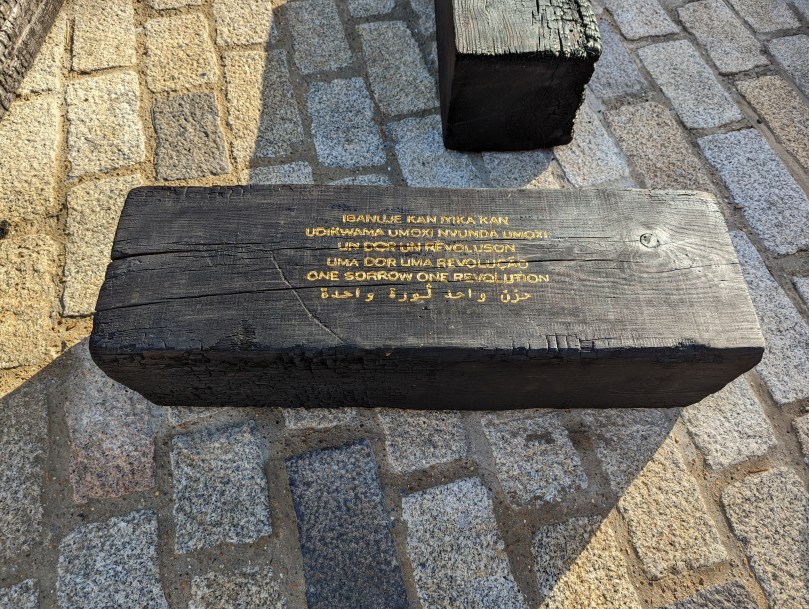 IBANUJE KAN IYIKA KAN
UDIKWAMA UMOXI NVUNDA UMOXI
UN DOR UN REVOLUSON
UMA DOR UMA REVOLUÇÃO
ONE SORROW ONE REVOLUTION
حزن واحد ثورة واحدة